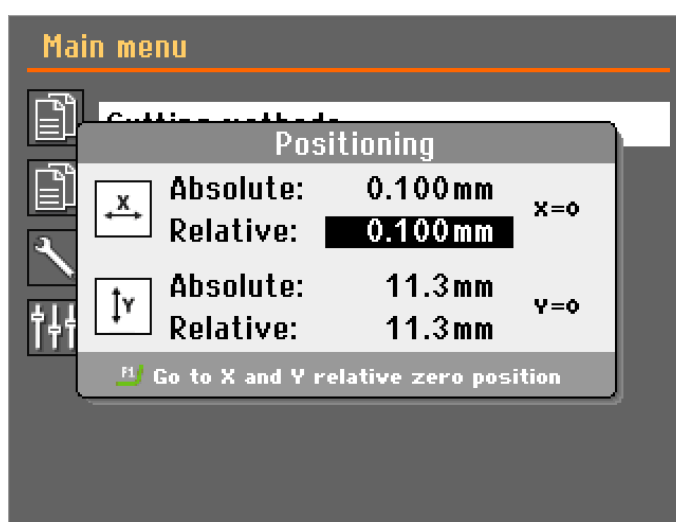 Main menu
Positioning
X
Absolute: 0.100mm
Relative: 0.100mm
X=0
Y
Absolute: 11.3mm
Relative: 11.3mm
Y=0
F1 Go to X and Y relative zero position